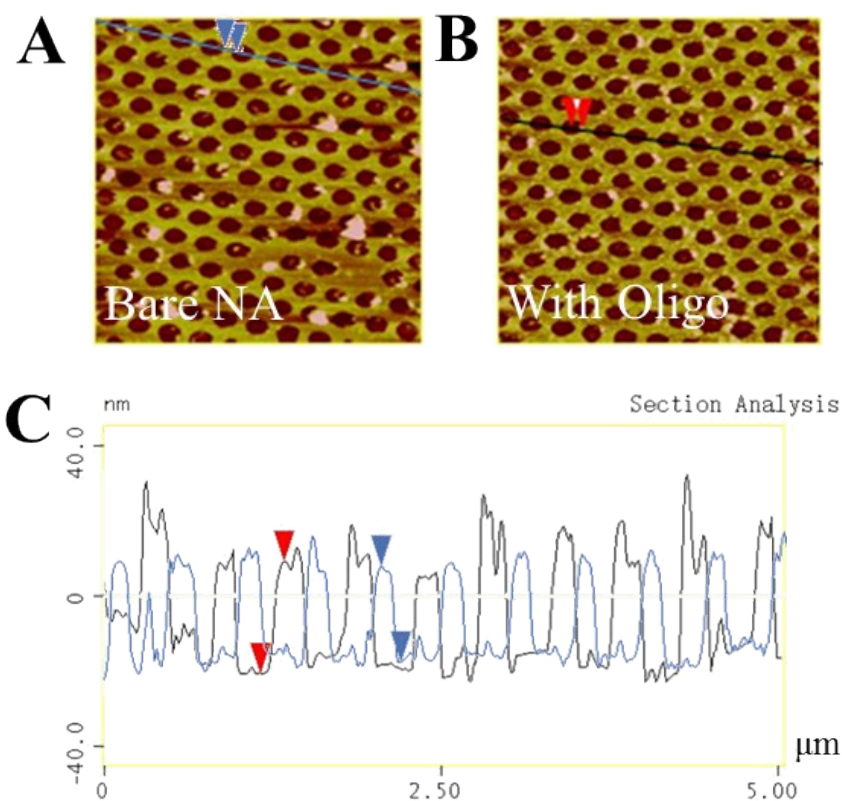 A
B
Bare NA
With Oligo
C
nm
Section Analysis
40.0
0
-40.0
μm
0
2.50
5.00